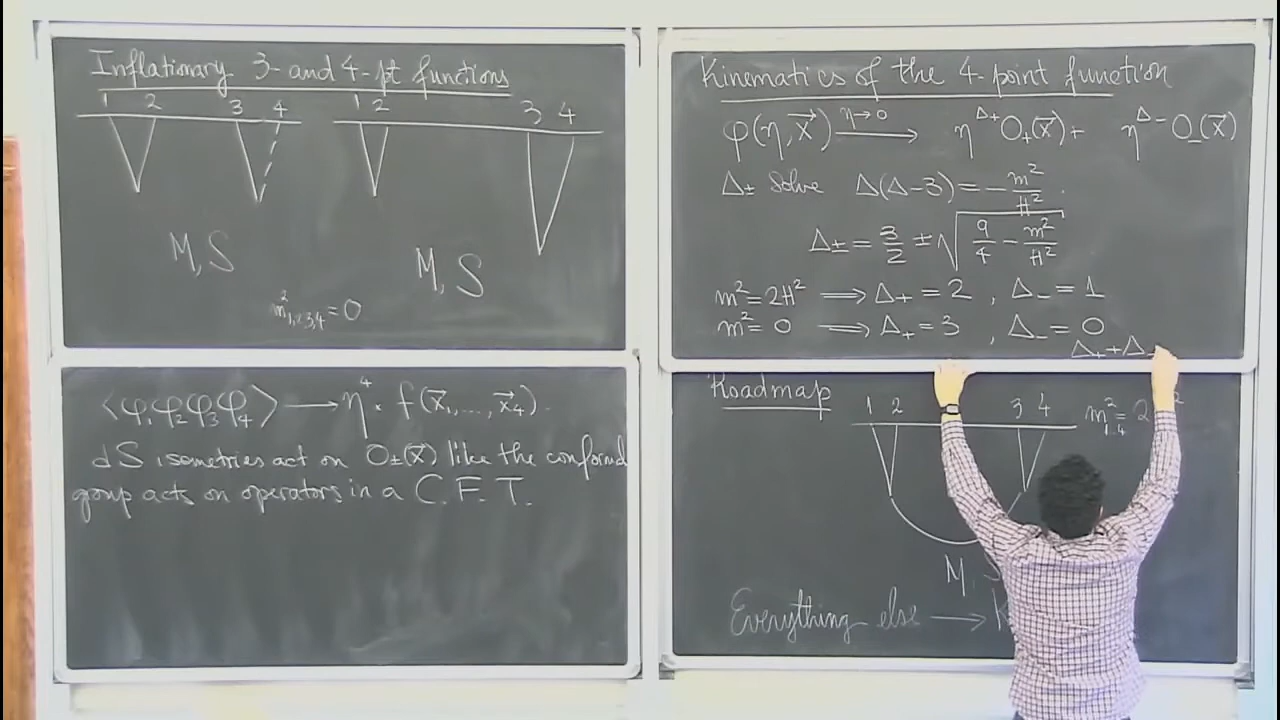 Inflationary 3- and 4-pt functions
1 2 3 4 1 2 3 4
M, S M, S
m²₁,₂,₃,₄ = 0
⟨φ₁φ₂φ₃φ₄⟩ → η⁴ · f(x⃗₁, ..., x⃗₄).
dS isometries act on O±(x⃗) like the conformal
group acts on operators in a C.F.T.
Kinematics of the 4-point function
φ(η, x⃗) →^{η→0} η^{Δ+} O₊(x⃗) + η^{Δ-} O₋(x⃗)
Δ± solve Δ(Δ-3) = -m²/H².
Δ± = 3/2 ± √(9/4 - m²/H²)
m² = 2H² ⟹ Δ₊ = 2, Δ₋ = 1
m² = 0 ⟹ Δ₊ = 3, Δ₋ = 0
Δ₊ + Δ₋
Roadmap
1 2 3 4 m²₁..₄ = 2
M,
Everything else →